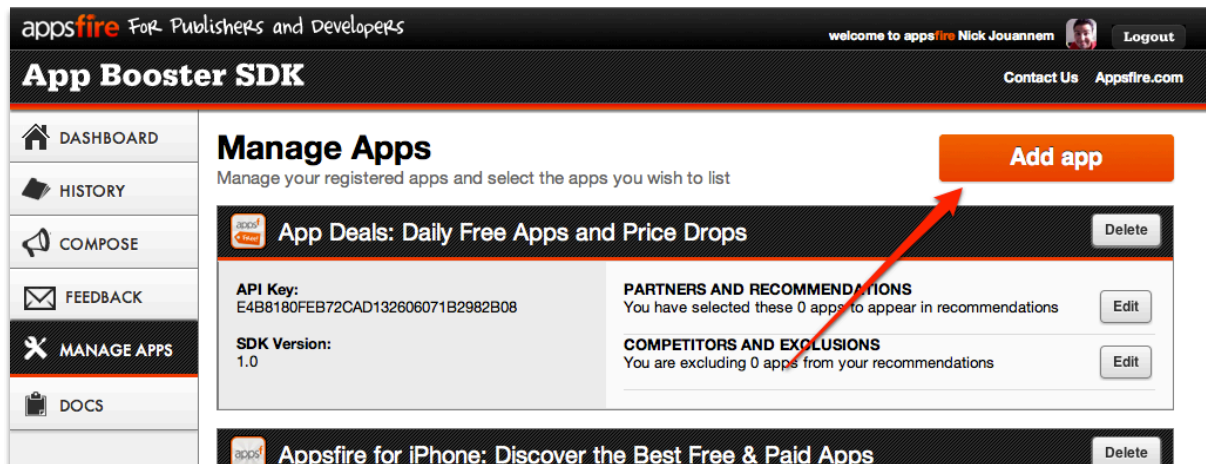 appsfire For Publishers and Developers
welcome to appsfire Nick Jouannem
Logout
App Booster SDK
Contact Us
Appsfire.com
DASHBOARD
HISTORY
COMPOSE
FEEDBACK
MANAGE APPS
DOCS
Manage Apps
Manage your registered apps and select the apps you wish to list
Add app
apps
free!
App Deals: Daily Free Apps and Price Drops
Delete
API Key:
E4B8180FEB72CAD132606071B2982B08
SDK Version:
1.0
PARTNERS AND RECOMMENDATIONS
You have selected these 0 apps to appear in recommendations
Edit
COMPETITORS AND EXCLUSIONS
You are excluding 0 apps from your recommendations
Edit
apps
Appsfire for iPhone: Discover the Best Free & Paid Apps
Delete